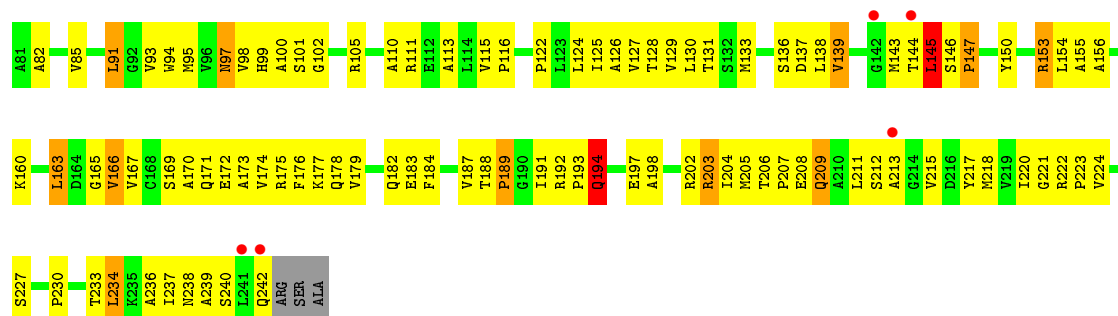 A81 A82 V85 L91 G92 V93 W94 M95 V96 N97 E98 H99 A100 S101 G102 R105 A110 R111 E112 A113 L114 V115 P116 P122 L123 L124 I125 A126 V127 T128 V129 L130 T131 S132 M133 S136 D137 L138 V139 G142 M143 T144 L145 S146 P147 Y150 R153 L154 A155 A156
K160 L163 D164 G165 V166 V167 C168 S169 A170 Q171 E172 A173 V174 R175 F176 K177 Q178 V179 Q182 E183 F184 V187 T188 P189 G190 I191 R192 P193 Q194 E197 A198 R202 R203 I204 M205 T206 P207 E208 Q209 A210 L211 S212 A213 G214 V215 D216 Y217 M218 V219 I220 G221 R222 P223 V224
S227 P230 T233 L234 K235 A236 I237 N238 A239 S240 L241 Q242 ARG SER ALA